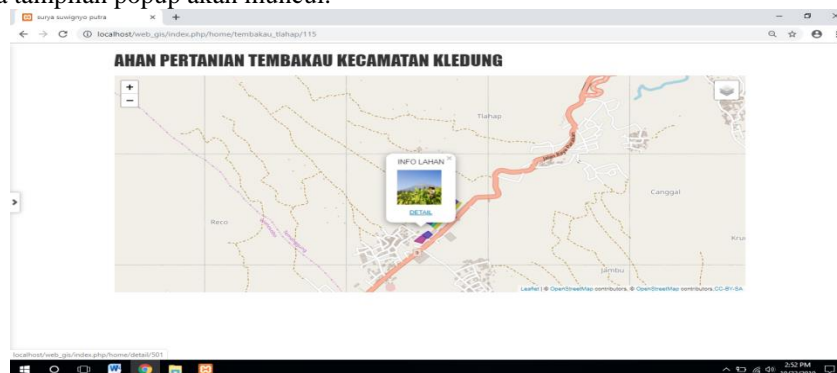 tampilan popup akan muncul.
surya suwignyo putra
localhost/web_gis/index.php/home/tembakau_tlahap/115
AHAN PERTANIAN TEMBAKAU KECAMATAN KLEDUNG
+
−
Tlahap
INFO LAHAN
DETAIL
Canggal
Reco
Jambu
Leaflet | © OpenStreetMap contributors, © OpenStreetMap contributors, CC-BY-SA
localhost/web_gis/index.php/home/detail/501
2:52 PM